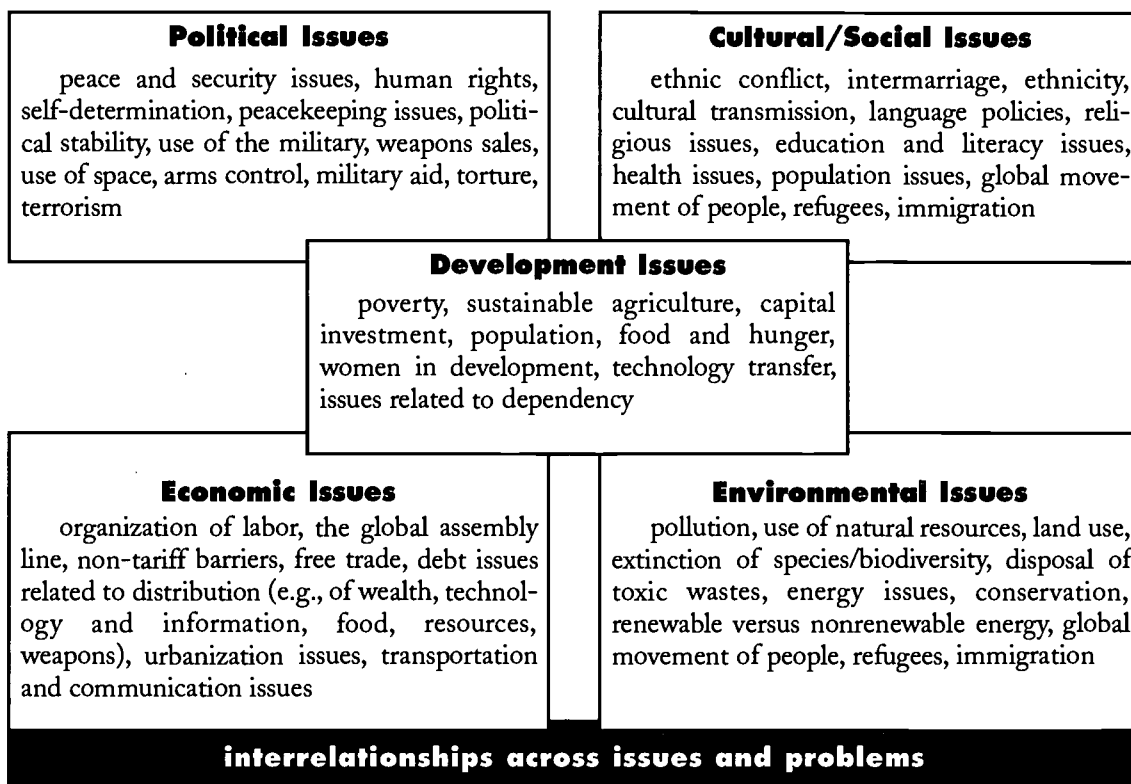 Political Issues
peace and security issues, human rights,
self-determination, peacekeeping issues, politi-
cal stability, use of the military, weapons sales,
use of space, arms control, military aid, torture,
terrorism
Cultural/Social Issues
ethnic conflict, intermarriage, ethnicity,
cultural transmission, language policies, reli-
gious issues, education and literacy issues,
health issues, population issues, global move-
ment of people, refugees, immigration
Development Issues
poverty, sustainable agriculture, capital
investment, population, food and hunger,
women in development, technology transfer,
issues related to dependency
Economic Issues
organization of labor, the global assembly
line, non-tariff barriers, free trade, debt issues
related to distribution (e.g., of wealth, technol-
ogy and information, food, resources,
weapons), urbanization issues, transportation
and communication issues
Environmental Issues
pollution, use of natural resources, land use,
extinction of species/biodiversity, disposal of
toxic wastes, energy issues, conservation,
renewable versus nonrenewable energy, global
movement of people, refugees, immigration
interrelationships across issues and problems